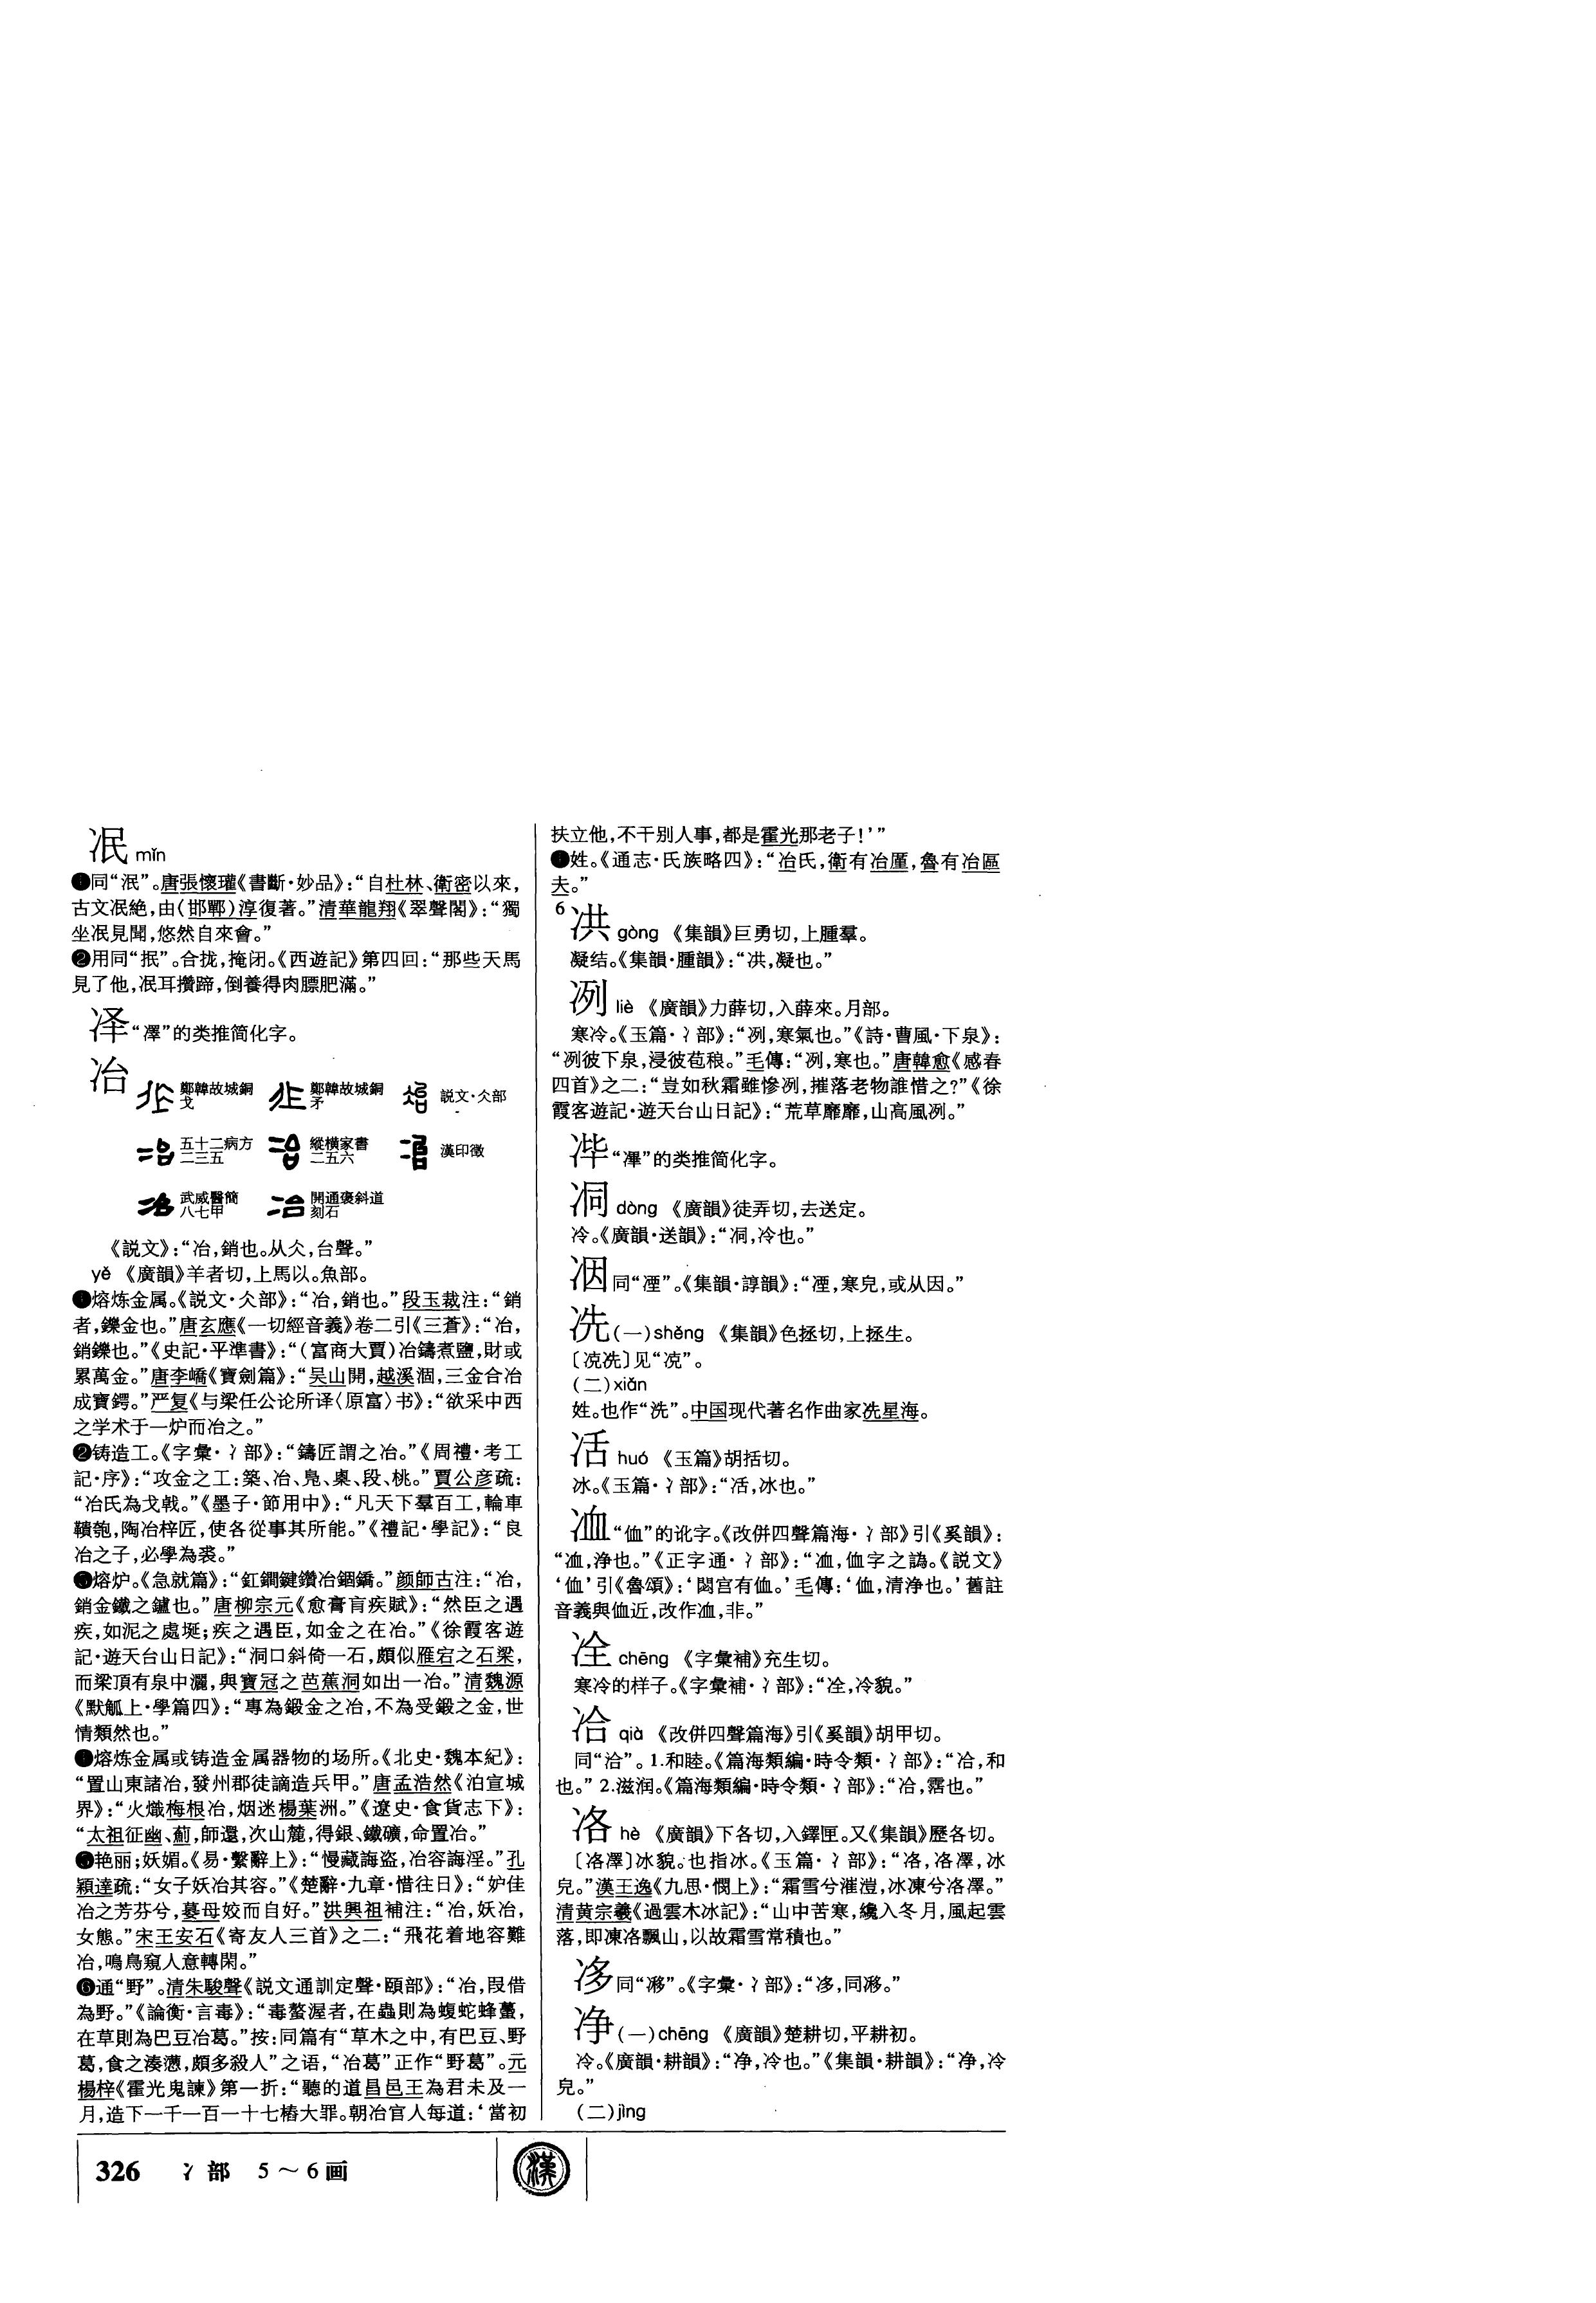 冺 mǐn
❶同“泯”。唐張懷瓘《書斷·妙品》：“自杜林、衛密以來，
古文冺絶，由（邯鄲）淳復著。”清華龍翔《翠聲閣》：“獨
坐冺見聞，悠然自來會。”
❷用同“抿”。合拢，掩闭。《西遊記》第四回：“那些天馬
見了他，冺耳攢蹄，倒養得肉膘肥滿。”
“凙”的类推简化字。
冶
鄭韓故城銅戈 鄭韓故城銅矛 説文·仌部
五十二病方二三五 縱横家書二五六 漢印徵
武威醫簡八七甲 開通褒斜道刻石
《説文》：“冶，銷也。从仌，台聲。”
yě 《廣韻》羊者切，上馬以。魚部。
❶熔炼金属。《説文·仌部》：“冶，銷也。”段玉裁注：“銷
者，鑠金也。”唐玄應《一切經音義》卷二引《三蒼》：“冶，
銷鑠也。”《史記·平準書》：“（富商大賈）冶鑄煮鹽，財或
累萬金。”唐李嶠《寶劍篇》：“吴山開，越溪涸，三金合冶
成寶鍔。”严复《与梁任公论所译〈原富〉书》：“欲采中西
之学术于一炉而冶之。”
❷铸造工。《字彙·冫部》：“鑄匠謂之冶。”《周禮·考工
記·序》：“攻金之工：築、冶、鳧、㮚、段、桃。”賈公彦疏：
“冶氏為戈戟。”《墨子·節用中》：“凡天下羣百工，輪車
鞼匏，陶冶梓匠，使各從事其所能。”《禮記·學記》：“良
冶之子，必學為裘。”
❸熔炉。《急就篇》：“釭鐧鍵鑽冶錮鐈。”颜師古注：“冶，
銷金鐵之鑪也。”唐柳宗元《愈膏肓疾賦》：“然臣之遇
疾，如泥之處埏；疾之遇臣，如金之在冶。”《徐霞客遊
記·遊天台山日記》：“洞口斜倚一石，頗似雁宕之石梁，
而梁頂有泉中灑，與寶冠之芭蕉洞如出一冶。”清魏源
《默觚上·學篇四》：“專為鍛金之冶，不為受鍛之金，世
情類然也。”
❹熔炼金属或铸造金属器物的场所。《北史·魏本紀》：
“置山東諸冶，發州郡徒謫造兵甲。”唐孟浩然《泊宣城
界》：“火熾梅根冶，烟迷楊葉洲。”《遼史·食貨志下》：
“太祖征幽、薊，師還，次山麓，得銀、鐵礦，命置冶。”
❺艳丽；妖媚。《易·繫辭上》：“慢藏誨盗，冶容誨淫。”孔
穎達疏：“女子妖冶其容。”《楚辭·九章·惜往日》：“妒佳
冶之芳芬兮，蟇母姣而自好。”洪興祖補注：“冶，妖冶，
女態。”宋王安石《寄友人三首》之二：“飛花着地容難
冶，鳴鳥窺人意轉閑。”
❻通“野”。清朱駿聲《説文通訓定聲·頤部》：“冶，叚借
為野。”《論衡·言毒》：“毒螫渥者，在蟲則為蝮蛇蜂蠆，
在草則為巴豆冶葛。”按：同篇有“草木之中，有巴豆、野
葛，食之湊懣，頗多殺人”之语，“冶葛”正作“野葛”。元
楊梓《霍光鬼諫》第一折：“聽的道昌邑王為君未及一
月，造下一千一百一十七樁大罪。朝冶官人每道：‘當初
扶立他，不干别人事，都是霍光那老子！’”
❼姓。《通志·氏族略四》：“冶氏，衛有冶厪，魯有冶區
夫。”
6
㓋 gòng 《集韻》巨勇切，上腫羣。
凝结。《集韻·腫韻》：“㓋，凝也。”
冽 liè 《廣韻》力薛切，入薛來。月部。
寒冷。《玉篇·冫部》：“冽，寒氣也。”《詩·曹風·下泉》：
“冽彼下泉，浸彼苞稂。”毛傳：“冽，寒也。”唐韓愈《感春
四首》之二：“豈如秋霜雖慘冽，摧落老物誰惜之？”《徐
霞客遊記·遊天台山日記》：“荒草靡靡，山高風冽。”
“㓖”的类推简化字。
冻 dòng 《廣韻》徒弄切，去送定。
冷。《廣韻·送韻》：“㓊，冷也。”
同“凐”。《集韻·諄韻》：“凐，寒皃，或从因。”
冼（一）shěng 《集韻》色拯切，上拯生。
〔㓑冼〕见“㓑”。
（二）xiǎn
姓。也作“洗”。中国现代著名作曲家冼星海。
㓉 huó 《玉篇》胡括切。
冰。《玉篇·冫部》：“㓉，冰也。”
“侐”的讹字。《改併四聲篇海·冫部》引《奚韻》：
“洫，净也。”《正字通·冫部》：“洫，侐字之譌。《説文》
‘侐’引《魯頌》：‘閟宫有侐。’毛傳：‘侐，清净也。’舊註
音義與侐近，改作洫，非。”
chēng 《字彙補》充生切。
寒冷的样子。《字彙補·冫部》：“㓌，冷貌。”
冾 qià 《改併四聲篇海》引《奚韻》胡甲切。
同“洽”。1.和睦。《篇海類編·時令類·冫部》：“冾，和
也。”2.滋润。《篇海類編·時令類·冫部》：“冾，霑也。”
㓈 hè 《廣韻》下各切，入鐸匣。又《集韻》歷各切。
〔㓈凙〕冰貌。也指冰。《玉篇·冫部》：“㓈，㓈凙，冰
皃。”漢王逸《九思·憫上》：“霜雪兮漼溰，冰凍兮㓈凙。”
清黄宗羲《過雲木冰記》：“山中苦寒，纔入冬月，風起雲
落，即凍㓈飄山，以故霜雪常積也。”
同“㓕”。《字彙·冫部》：“㓆，同㓕。”
净（一）chēng 《廣韻》楚耕切，平耕初。
冷。《廣韻·耕韻》：“净，冷也。”《集韻·耕韻》：“净，冷
皃。”
（二）jìng
326 冫部 5～6画
漢